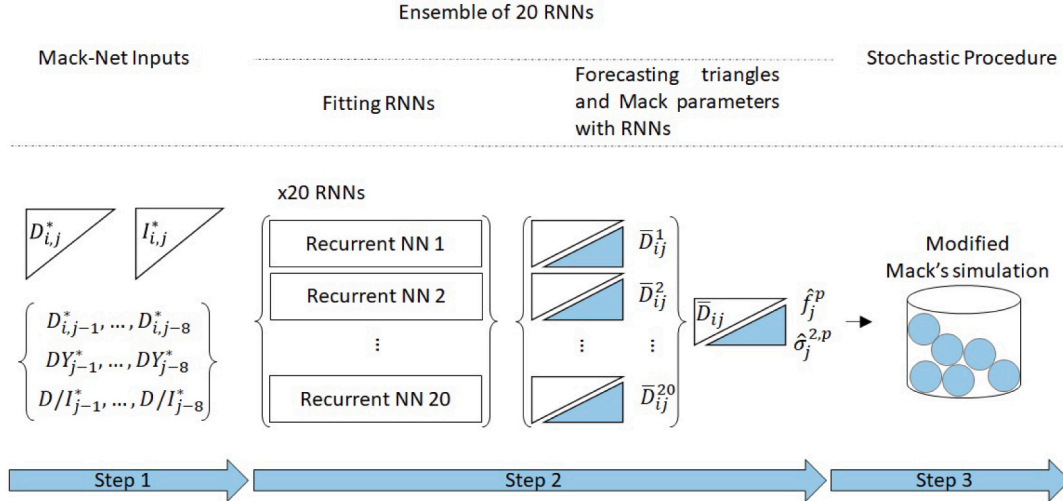 Ensemble of 20 RNNs
Mack-Net Inputs
Stochastic Procedure
Fitting RNNs
Forecasting triangles
and Mack parameters
with RNNs
x20 RNNs
D*i,j
I*i,j
D*i,j−1, …, D*i,j−8
DY*j−1, …, DY*j−8
D/I*j−1, …, D/I*j−8
Recurrent NN 1
Recurrent NN 2
⋮
Recurrent NN 20
D̅¹ij
D̅²ij
⋮ ⋮
D̅²⁰ij
D̅ij
f̂ᵖj
σ̂²,ᵖj
Modified
Mack's simulation
Step 1
Step 2
Step 3